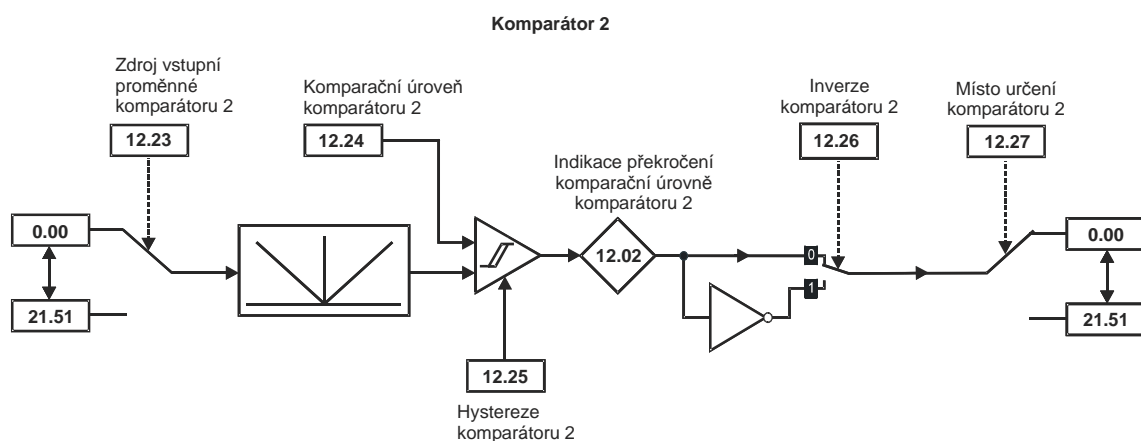 Komparátor 2
Zdroj vstupní
proměnné
komparátoru 2
12.23
Komparační úroveň
komparátoru 2
12.24
Inverze
komparátoru 2
12.26
Místo určení
komparátoru 2
12.27
Indikace překročení
komparační úrovně
komparátoru 2
12.02
0.00
21.51
0
1
0.00
21.51
12.25
Hystereze
komparátoru 2